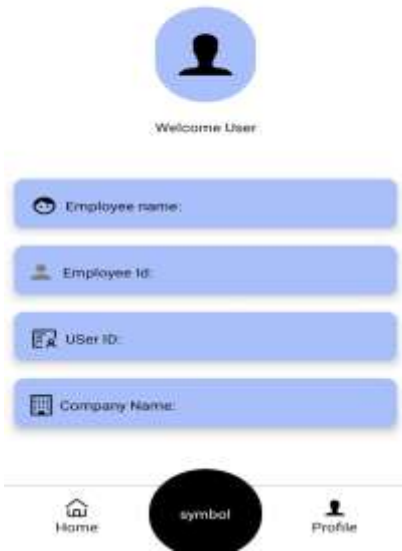 Welcome User
Employee name:
Employee Id:
USer ID:
Company Name:
symbol
Home
Profile